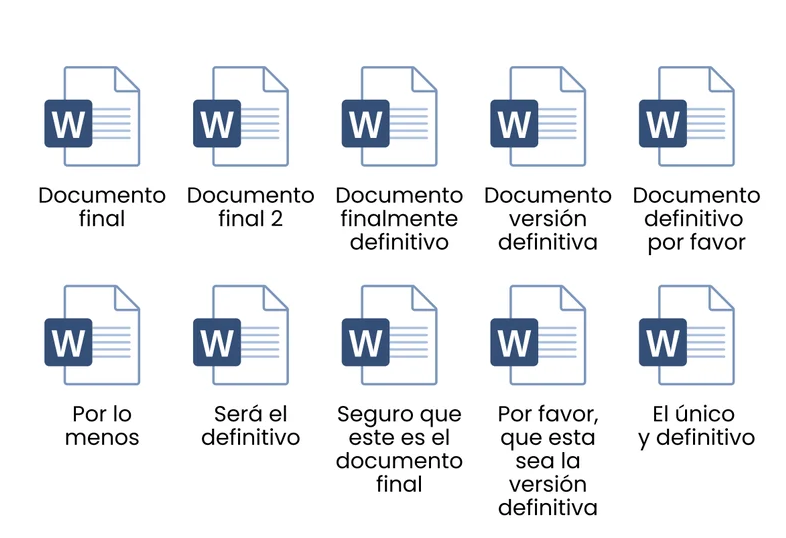 W
Documento
final
W
Documento
final 2
W
Documento
finalmente
definitivo
W
Documento
versión
definitiva
W
Documento
definitivo
por favor
W
Por lo
menos
W
Será el
definitivo
W
Seguro que
este es el
documento
final
W
Por favor,
que esta
sea la
versión
definitiva
W
El único
y definitivo